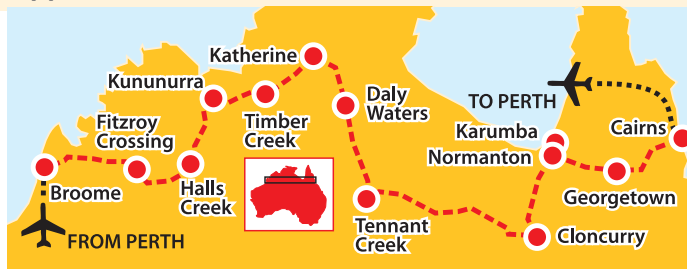 Katherine
Kununurra
TO PERTH
Daly
Waters
Fitzroy
Crossing
Timber
Creek
Karumba
Cairns
Normanton
Broome
Halls
Creek
Georgetown
Tennant
Creek
FROM PERTH
Cloncurry